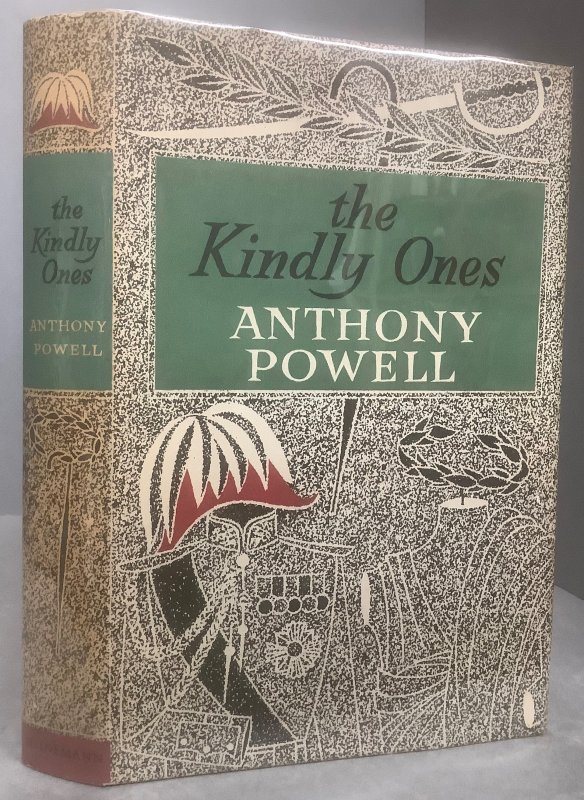 the
Kindly
Ones
ANTHONY
POWELL
the
Kindly Ones
ANTHONY
POWELL